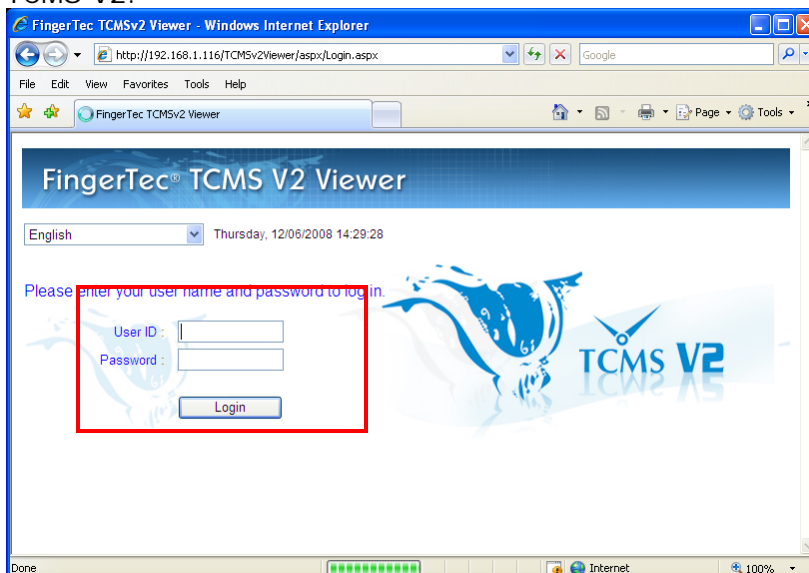 TCMS V2.
FingerTec TCMSv2 Viewer - Windows Internet Explorer
http://192.168.1.116/TCMSv2Viewer/aspx/Login.aspx
Google
File Edit View Favorites Tools Help
FingerTec TCMSv2 Viewer
Page Tools
FingerTec® TCMS V2 Viewer
English
Thursday, 12/06/2008 14:29:28
Please enter your user name and password to log in.
User ID :
Password :
Login
TCMS V2
Done
Internet
100%